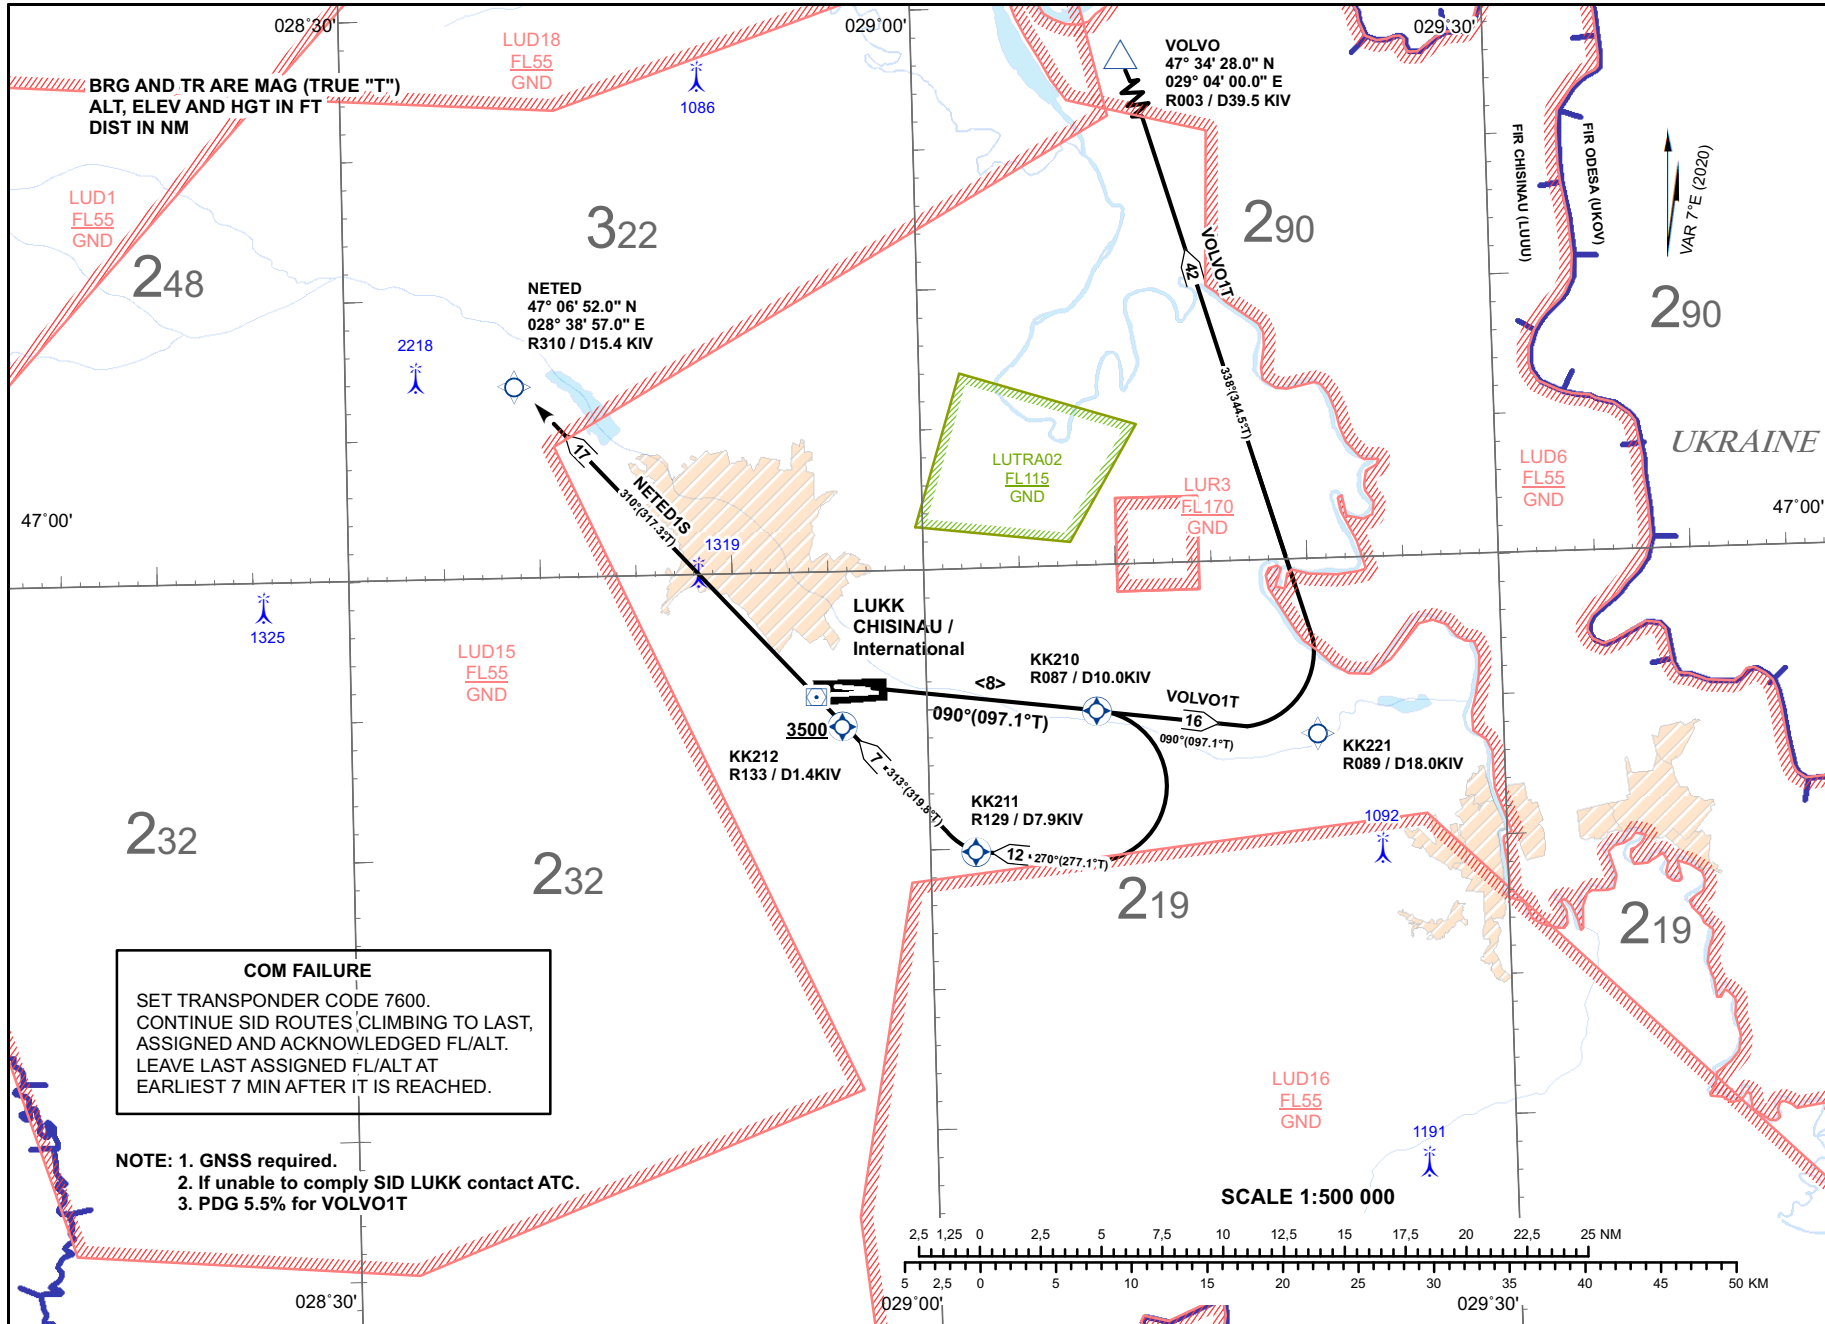 028°30'
029°00'
029°30'
BRG AND TR ARE MAG (TRUE "T")
ALT, ELEV AND HGT IN FT
DIST IN NM
LUD18
FL55
GND
1086
VOLVO
47° 34' 28.0" N
029° 04' 00.0" E
R003 / D39.5 KIV
FIR CHISINAU (LUUU)
FIR ODESA (UKOV)
VAR 7°E (2020)
LUD1
FL55
GND
248
322
290
290
VOLVO1T
42
338°(344.5°T)
NETED
47° 06' 52.0" N
028° 38' 57.0" E
R310 / D15.4 KIV
2218
17
NETED1S
310°(317.3°T)
LUTRA02
FL115
GND
LUR3
FL170
GND
LUD6
FL55
GND
UKRAINE
47°00'
47°00'
1319
1325
LUD15
FL55
GND
LUKK
CHISINAU /
International
KK210
R087 / D10.0KIV
<8>
090°(097.1°T)
VOLVO1T
16
090°(097.1°T)
KK221
R089 / D18.0KIV
3500
KK212
R133 / D1.4KIV
7
313°(319.8°T)
KK211
R129 / D7.9KIV
12
270°(277.1°T)
1092
232
232
219
219
COM FAILURE
SET TRANSPONDER CODE 7600.
CONTINUE SID ROUTES CLIMBING TO LAST,
ASSIGNED AND ACKNOWLEDGED FL/ALT.
LEAVE LAST ASSIGNED FL/ALT AT
EARLIEST 7 MIN AFTER IT IS REACHED.
LUD16
FL55
GND
1191
NOTE: 1. GNSS required.
2. If unable to comply SID LUKK contact ATC.
3. PDG 5.5% for VOLVO1T
SCALE 1:500 000
2,5 1,25 0 2,5 5 7,5 10 12,5 15 17,5 20 22,5 25 NM
5 2,5 0 5 10 15 20 25 30 35 40 45 50 KM
028°30'
029°00'
029°30'